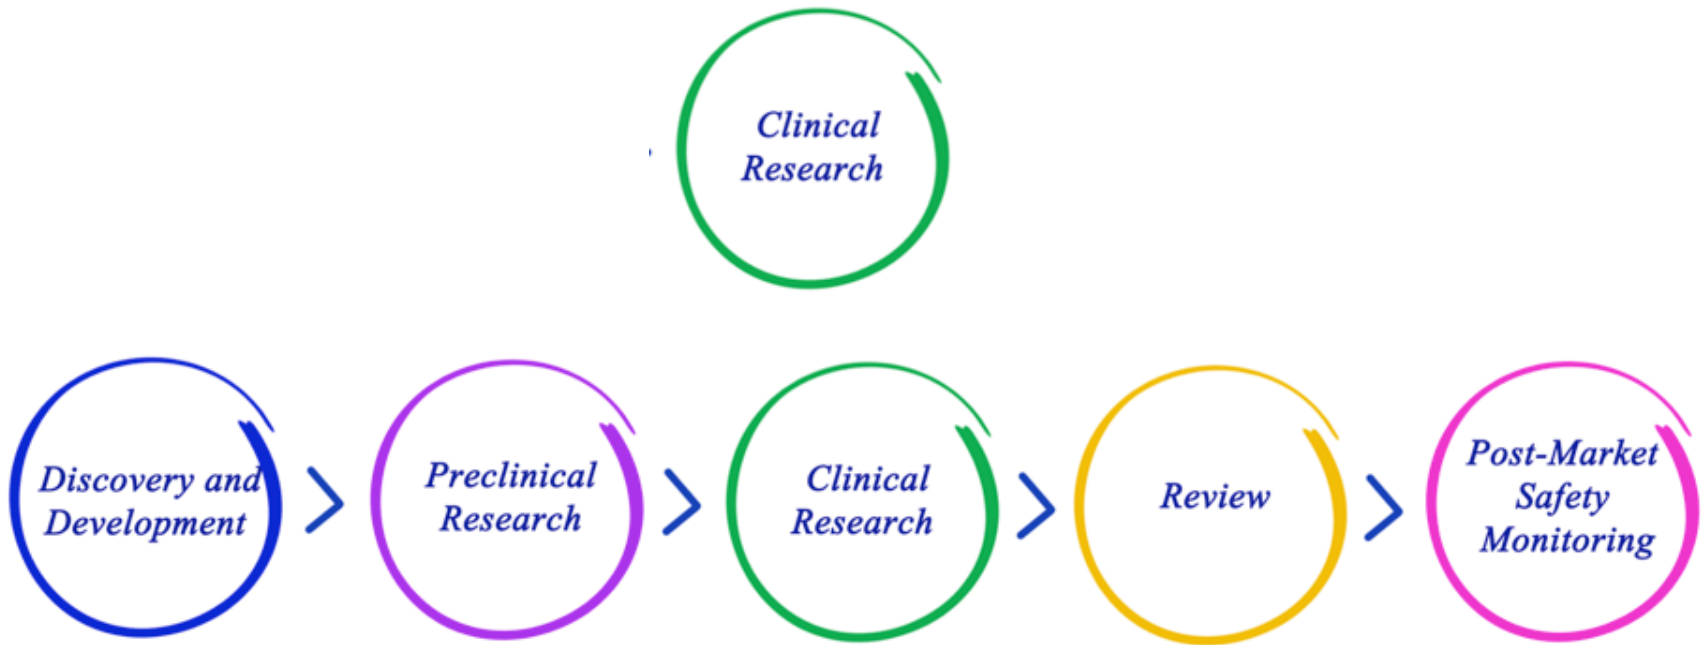 Clinical
Research
Discovery and
Development
Preclinical
Research
Clinical
Research
Review
Post-Market
Safety
Monitoring